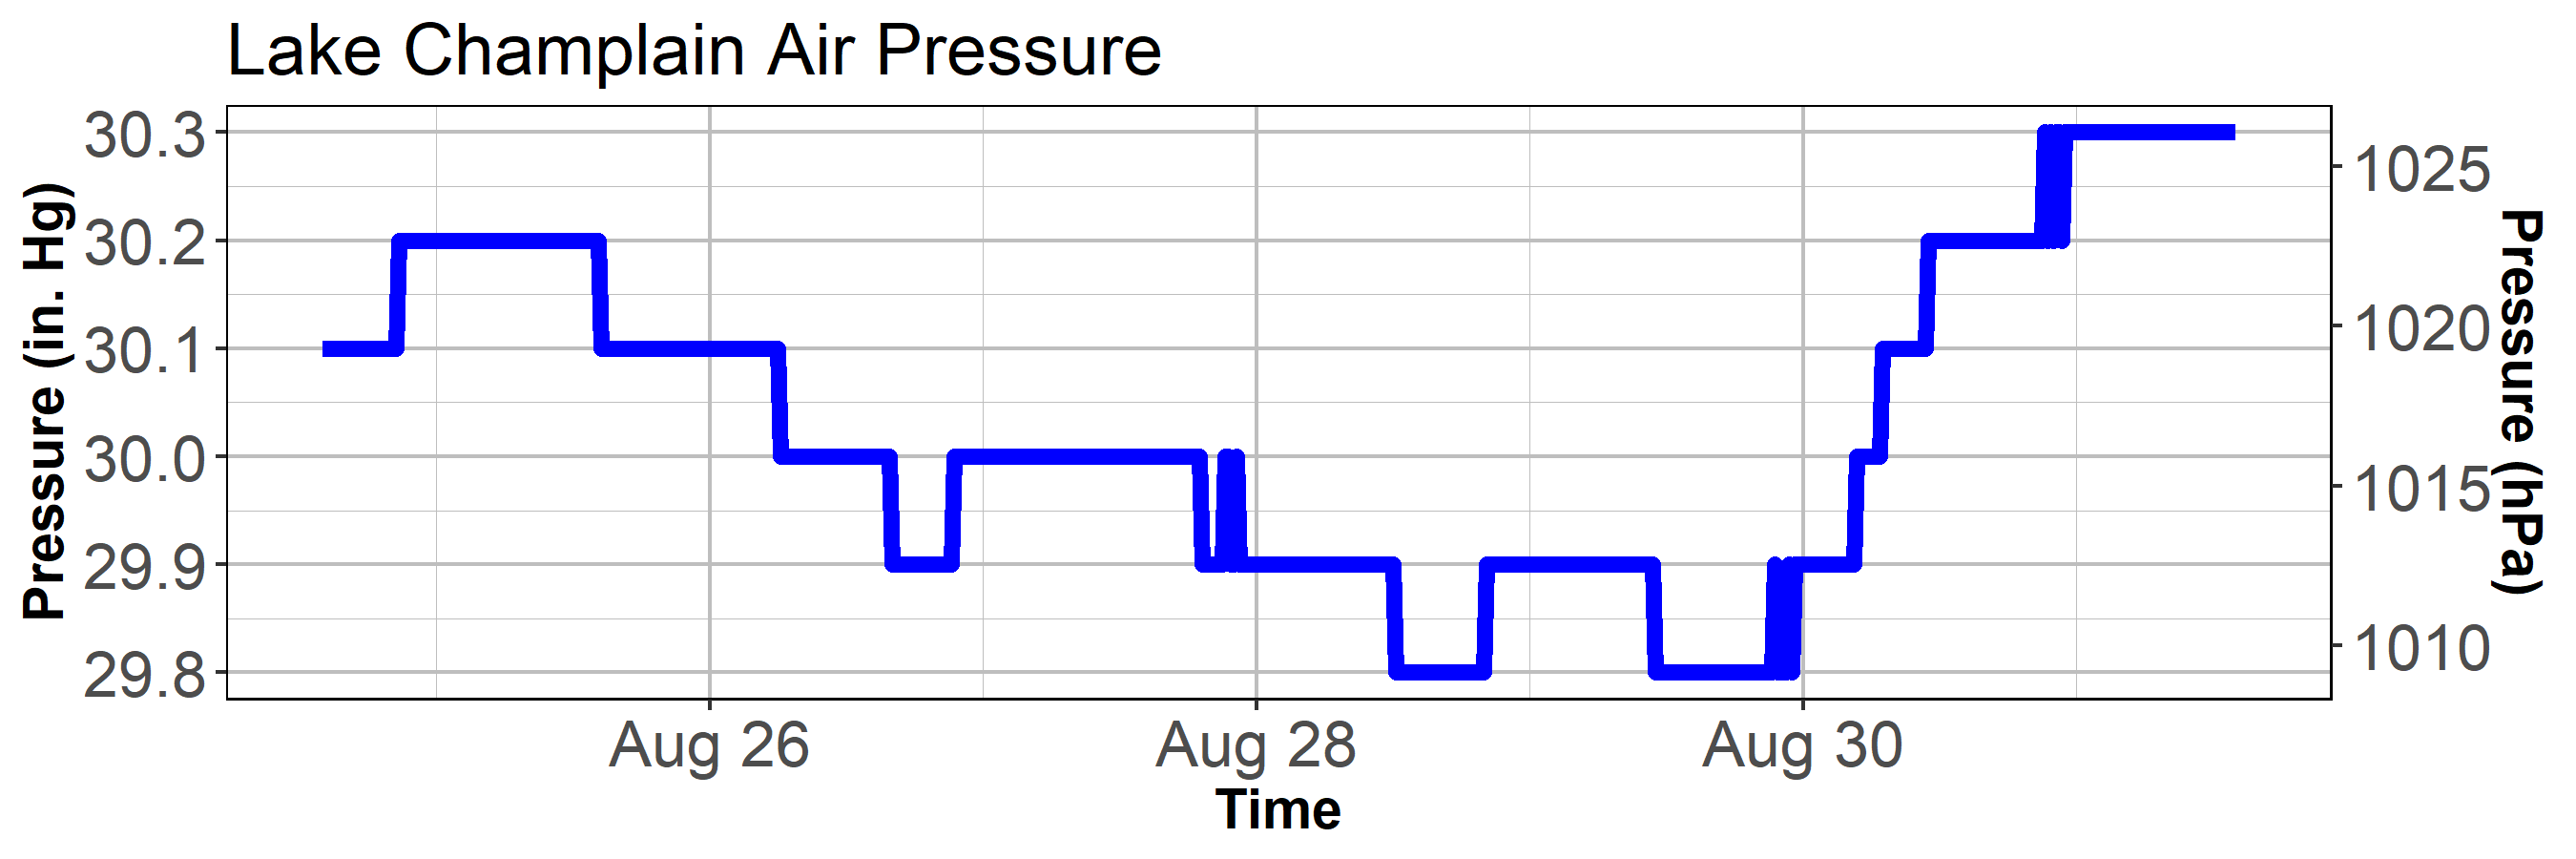 Lake Champlain Air Pressure
Pressure (in. Hg)
30.3
30.2
30.1
30.0
29.9
29.8
1025
1020
1015
1010
Pressure (hPa)
Aug 26
Aug 28
Aug 30
Time